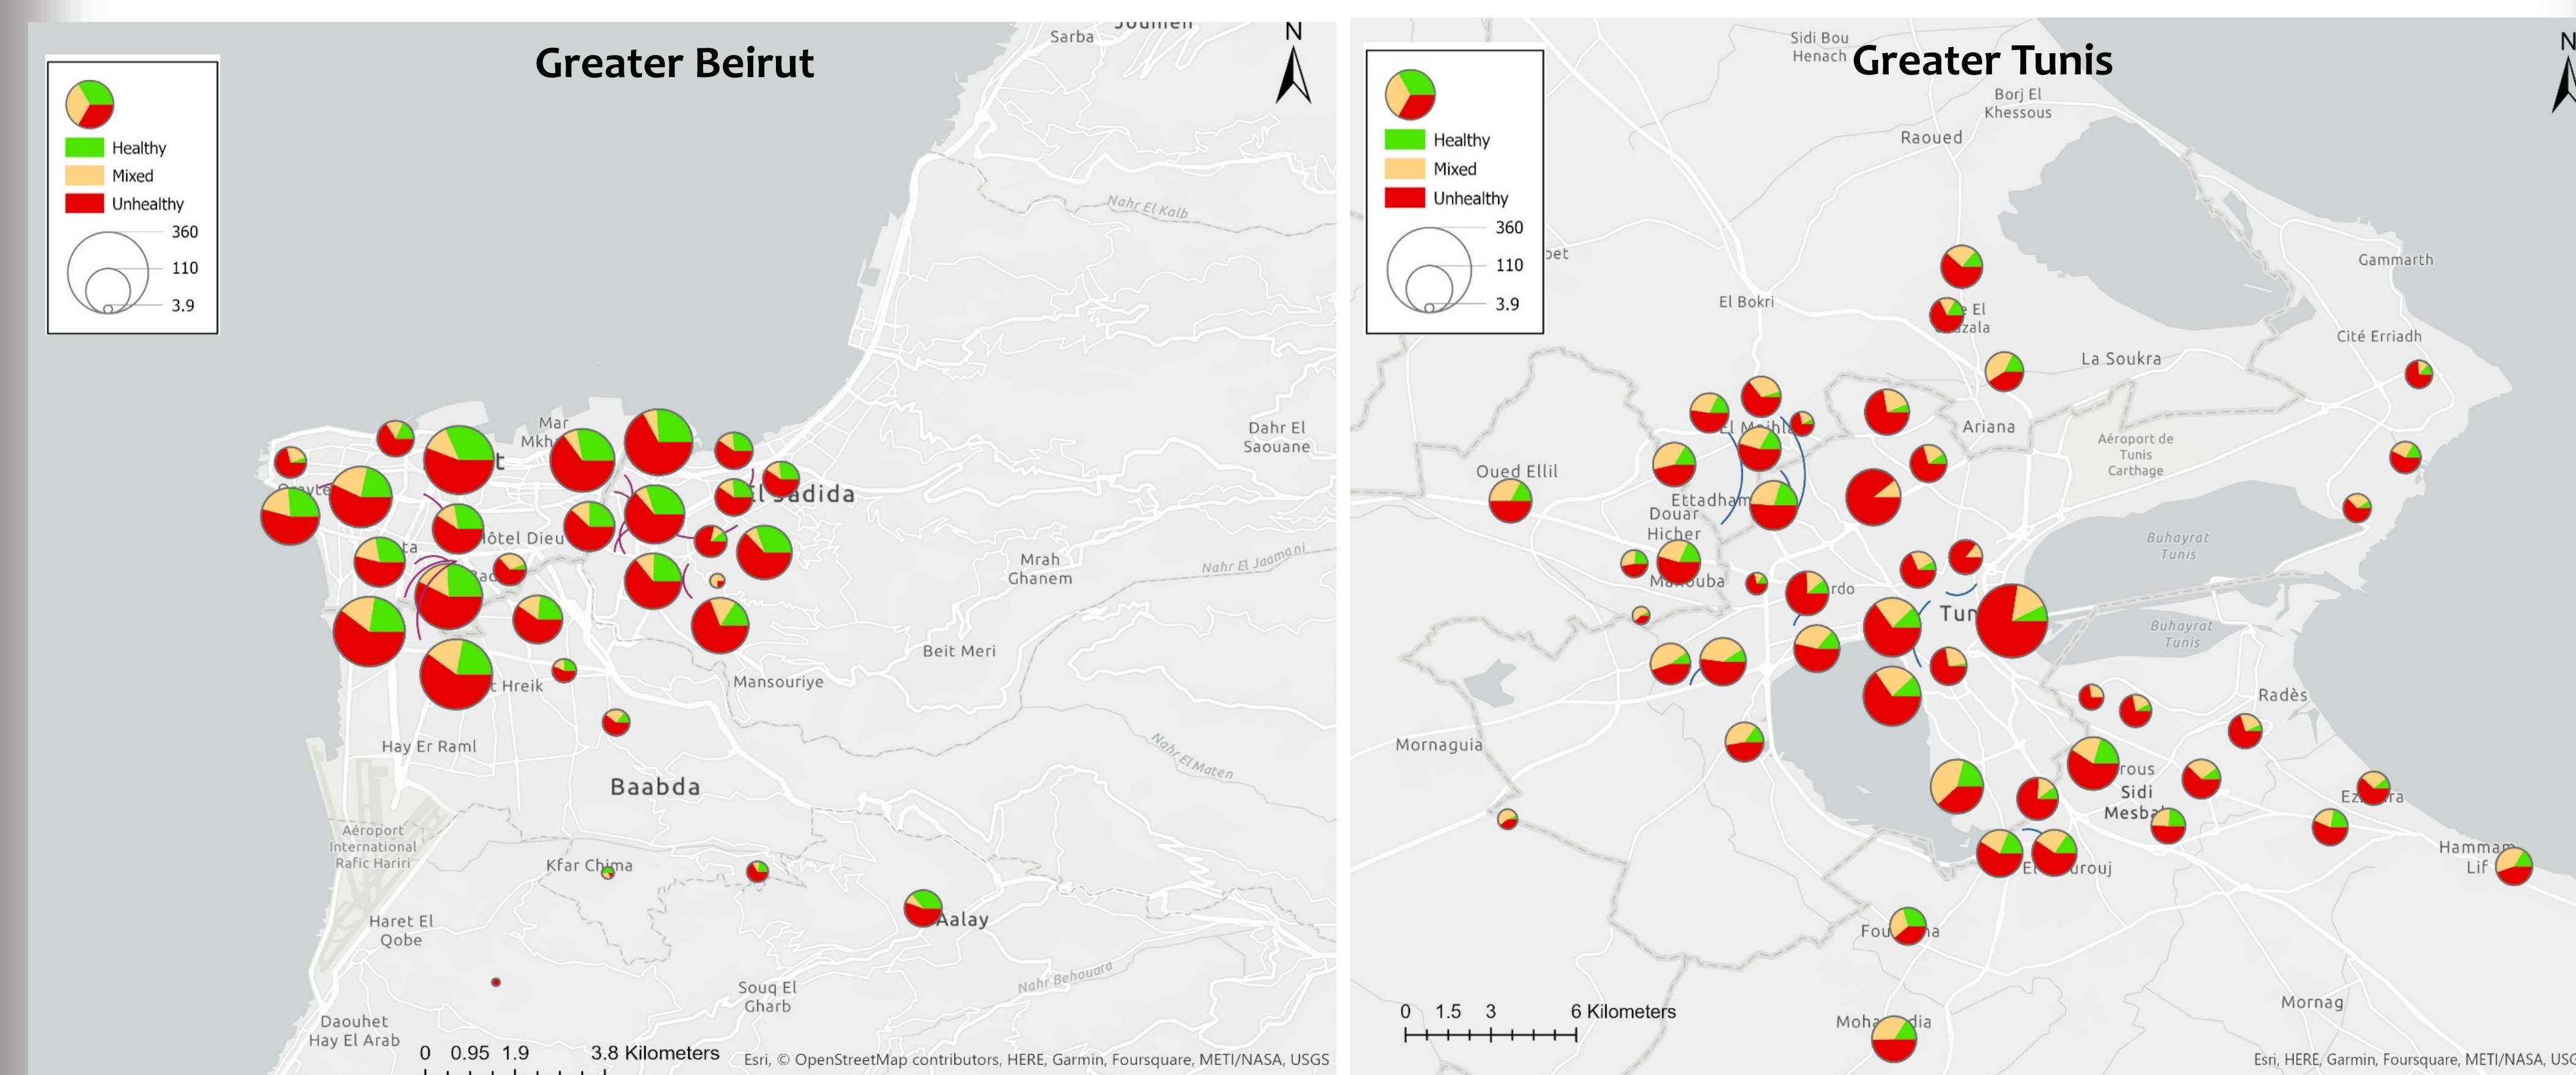 Greater Beirut
Sarba
N
Healthy
Mixed
Unhealthy
360
110
3.9
Nahr El Kalb
Mar
Dahr El
Saouane
Hôtel Dieu
Mrah
Ghanem
Nahr El Jaamani
Beit Meri
Mansouriye
Hreik
Hay Er Raml
Nahr El Maten
Baabda
Aéroport
International
Rafic Hariri
Kfar Chima
Aalay
Haret El
Qobe
Souq El
Gharb
Nahr Behouara
Daouhet
Hay El Arab
0 0.95 1.9 3.8 Kilometers
Esri, © OpenStreetMap contributors, HERE, Garmin, Foursquare, METI/NASA, USGS
Greater Tunis
Sidi Bou
Henach
N
Borj El
Khessous
Raoued
Healthy
Mixed
Unhealthy
360
110
3.9
Gammarth
El Bokri
El
Cité Erriadh
La Soukra
Ariana
Aéroport de
Tunis
Carthage
Oued Ellil
Douar
Hicher
Buhayrat
Tunis
Buhayrat
Tunis
Radès
Mornaguia
Sidi
Hammam
Lif
Mornag
0 1.5 3 6 Kilometers
Esri, HERE, Garmin, Foursquare, METI/NASA,